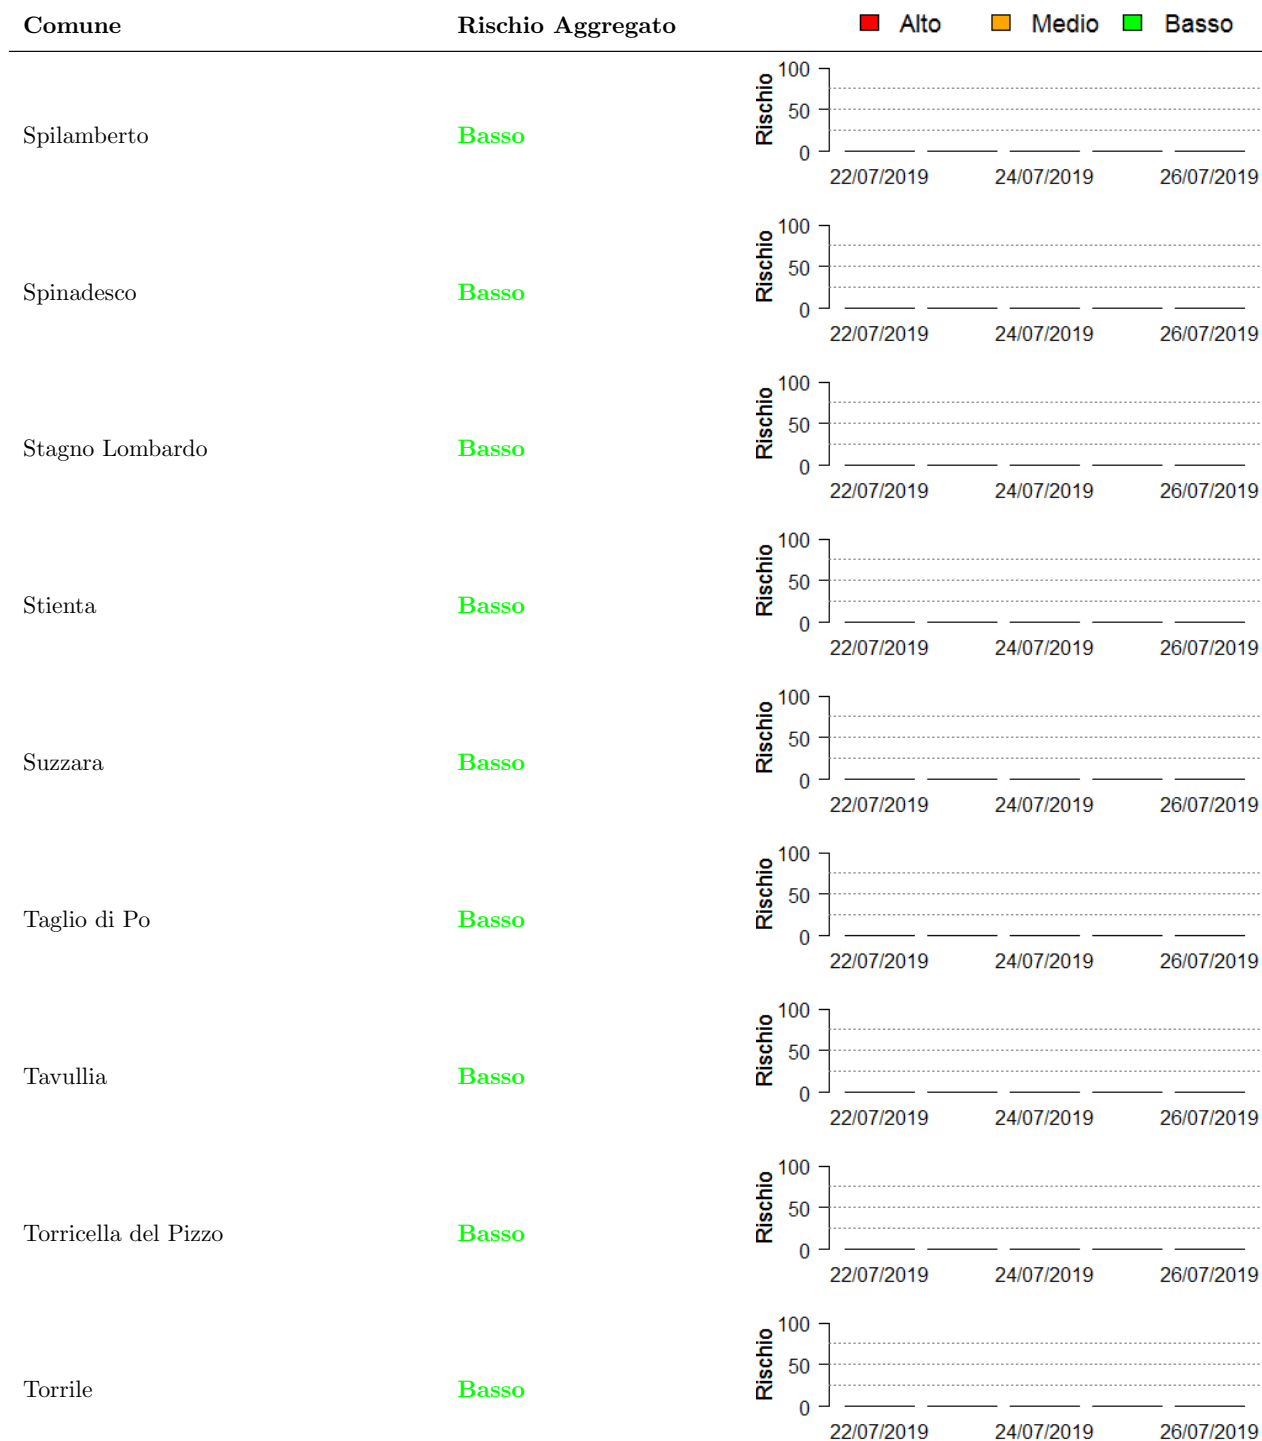 Comune Rischio Aggregato Alto Medio Basso
100
50
0
Rischio
Spilamberto Basso
22/07/2019 24/07/2019 26/07/2019
100
50
0
Rischio
Spinadesco Basso
22/07/2019 24/07/2019 26/07/2019
100
50
0
Rischio
Stagno Lombardo Basso
22/07/2019 24/07/2019 26/07/2019
100
50
0
Rischio
Stienta Basso
22/07/2019 24/07/2019 26/07/2019
100
50
0
Rischio
Suzzara Basso
22/07/2019 24/07/2019 26/07/2019
100
50
0
Rischio
Taglio di Po Basso
22/07/2019 24/07/2019 26/07/2019
100
50
0
Rischio
Tavullia Basso
22/07/2019 24/07/2019 26/07/2019
100
50
0
Rischio
Torricella del Pizzo Basso
22/07/2019 24/07/2019 26/07/2019
100
50
0
Rischio
Torrile Basso
22/07/2019 24/07/2019 26/07/2019